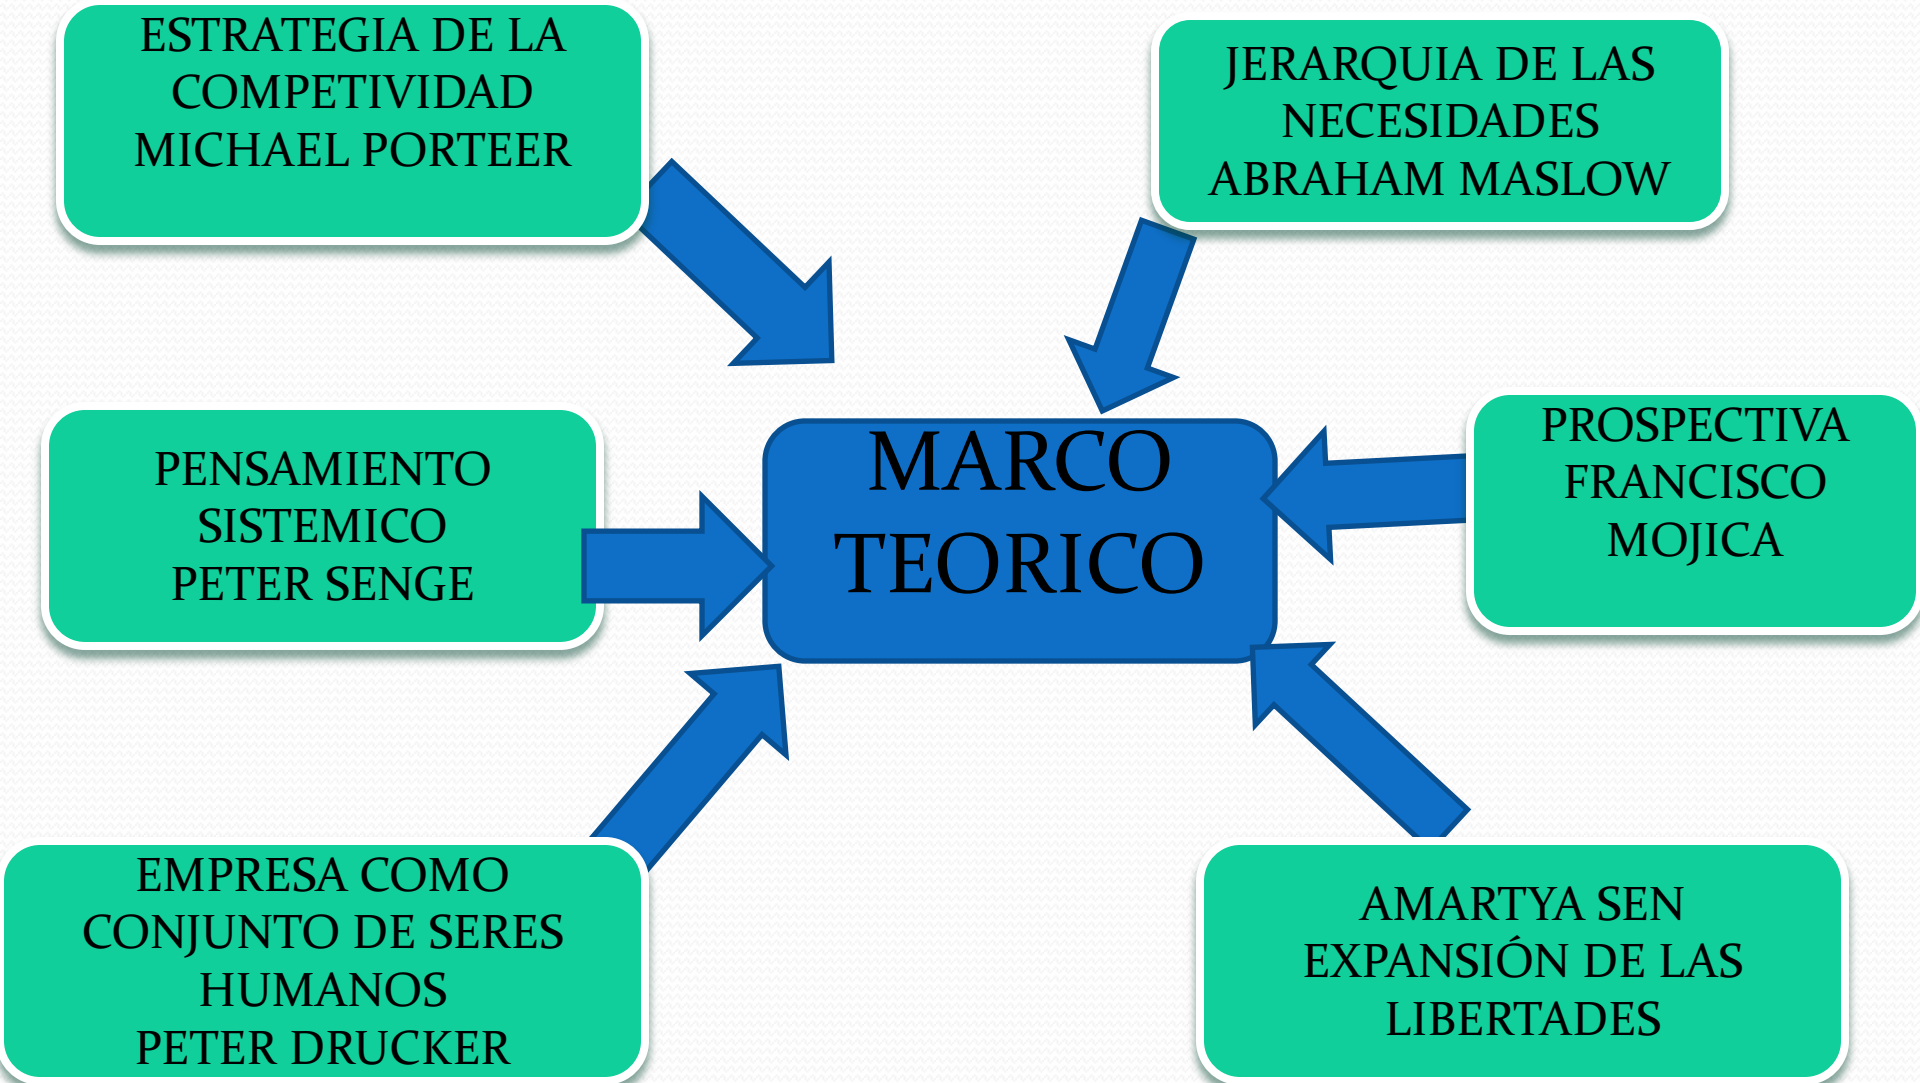 ESTRATEGIA DE LA
COMPETIVIDAD
MICHAEL PORTEER
JERARQUIA DE LAS
NECESIDADES
ABRAHAM MASLOW
PENSAMIENTO
SISTEMICO
PETER SENGE
MARCO
TEORICO
PROSPECTIVA
FRANCISCO
MOJICA
EMPRESA COMO
CONJUNTO DE SERES
HUMANOS
PETER DRUCKER
AMARTYA SEN
EXPANSIÓN DE LAS
LIBERTADES